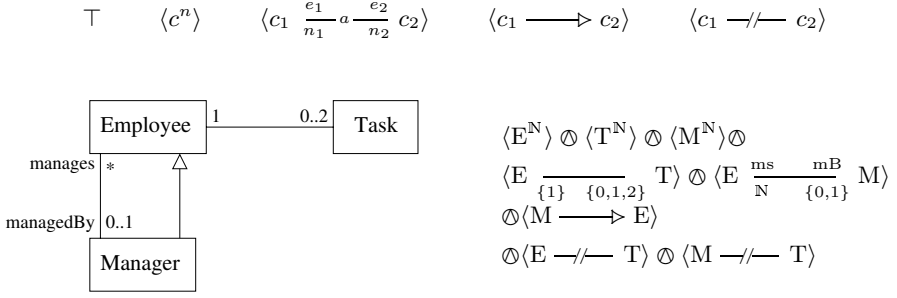 ⊤ ⟨cⁿ⟩ ⟨c₁ e₁ n₁ a e₂ n₂ c₂⟩ ⟨c₁ ──▷ c₂⟩ ⟨c₁ ─//─ c₂⟩
Employee
1
0..2
Task
manages
*
managedBy
0..1
Manager
⟨E^ℕ⟩ ⊗ ⟨T^ℕ⟩ ⊗ ⟨M^ℕ⟩⊗
⟨E {1} {0,1,2} T⟩ ⊗ ⟨E ms ℕ mB {0,1} M⟩
⊗⟨M ──▷ E⟩
⊗⟨E ─//─ T⟩ ⊗ ⟨M ─//─ T⟩